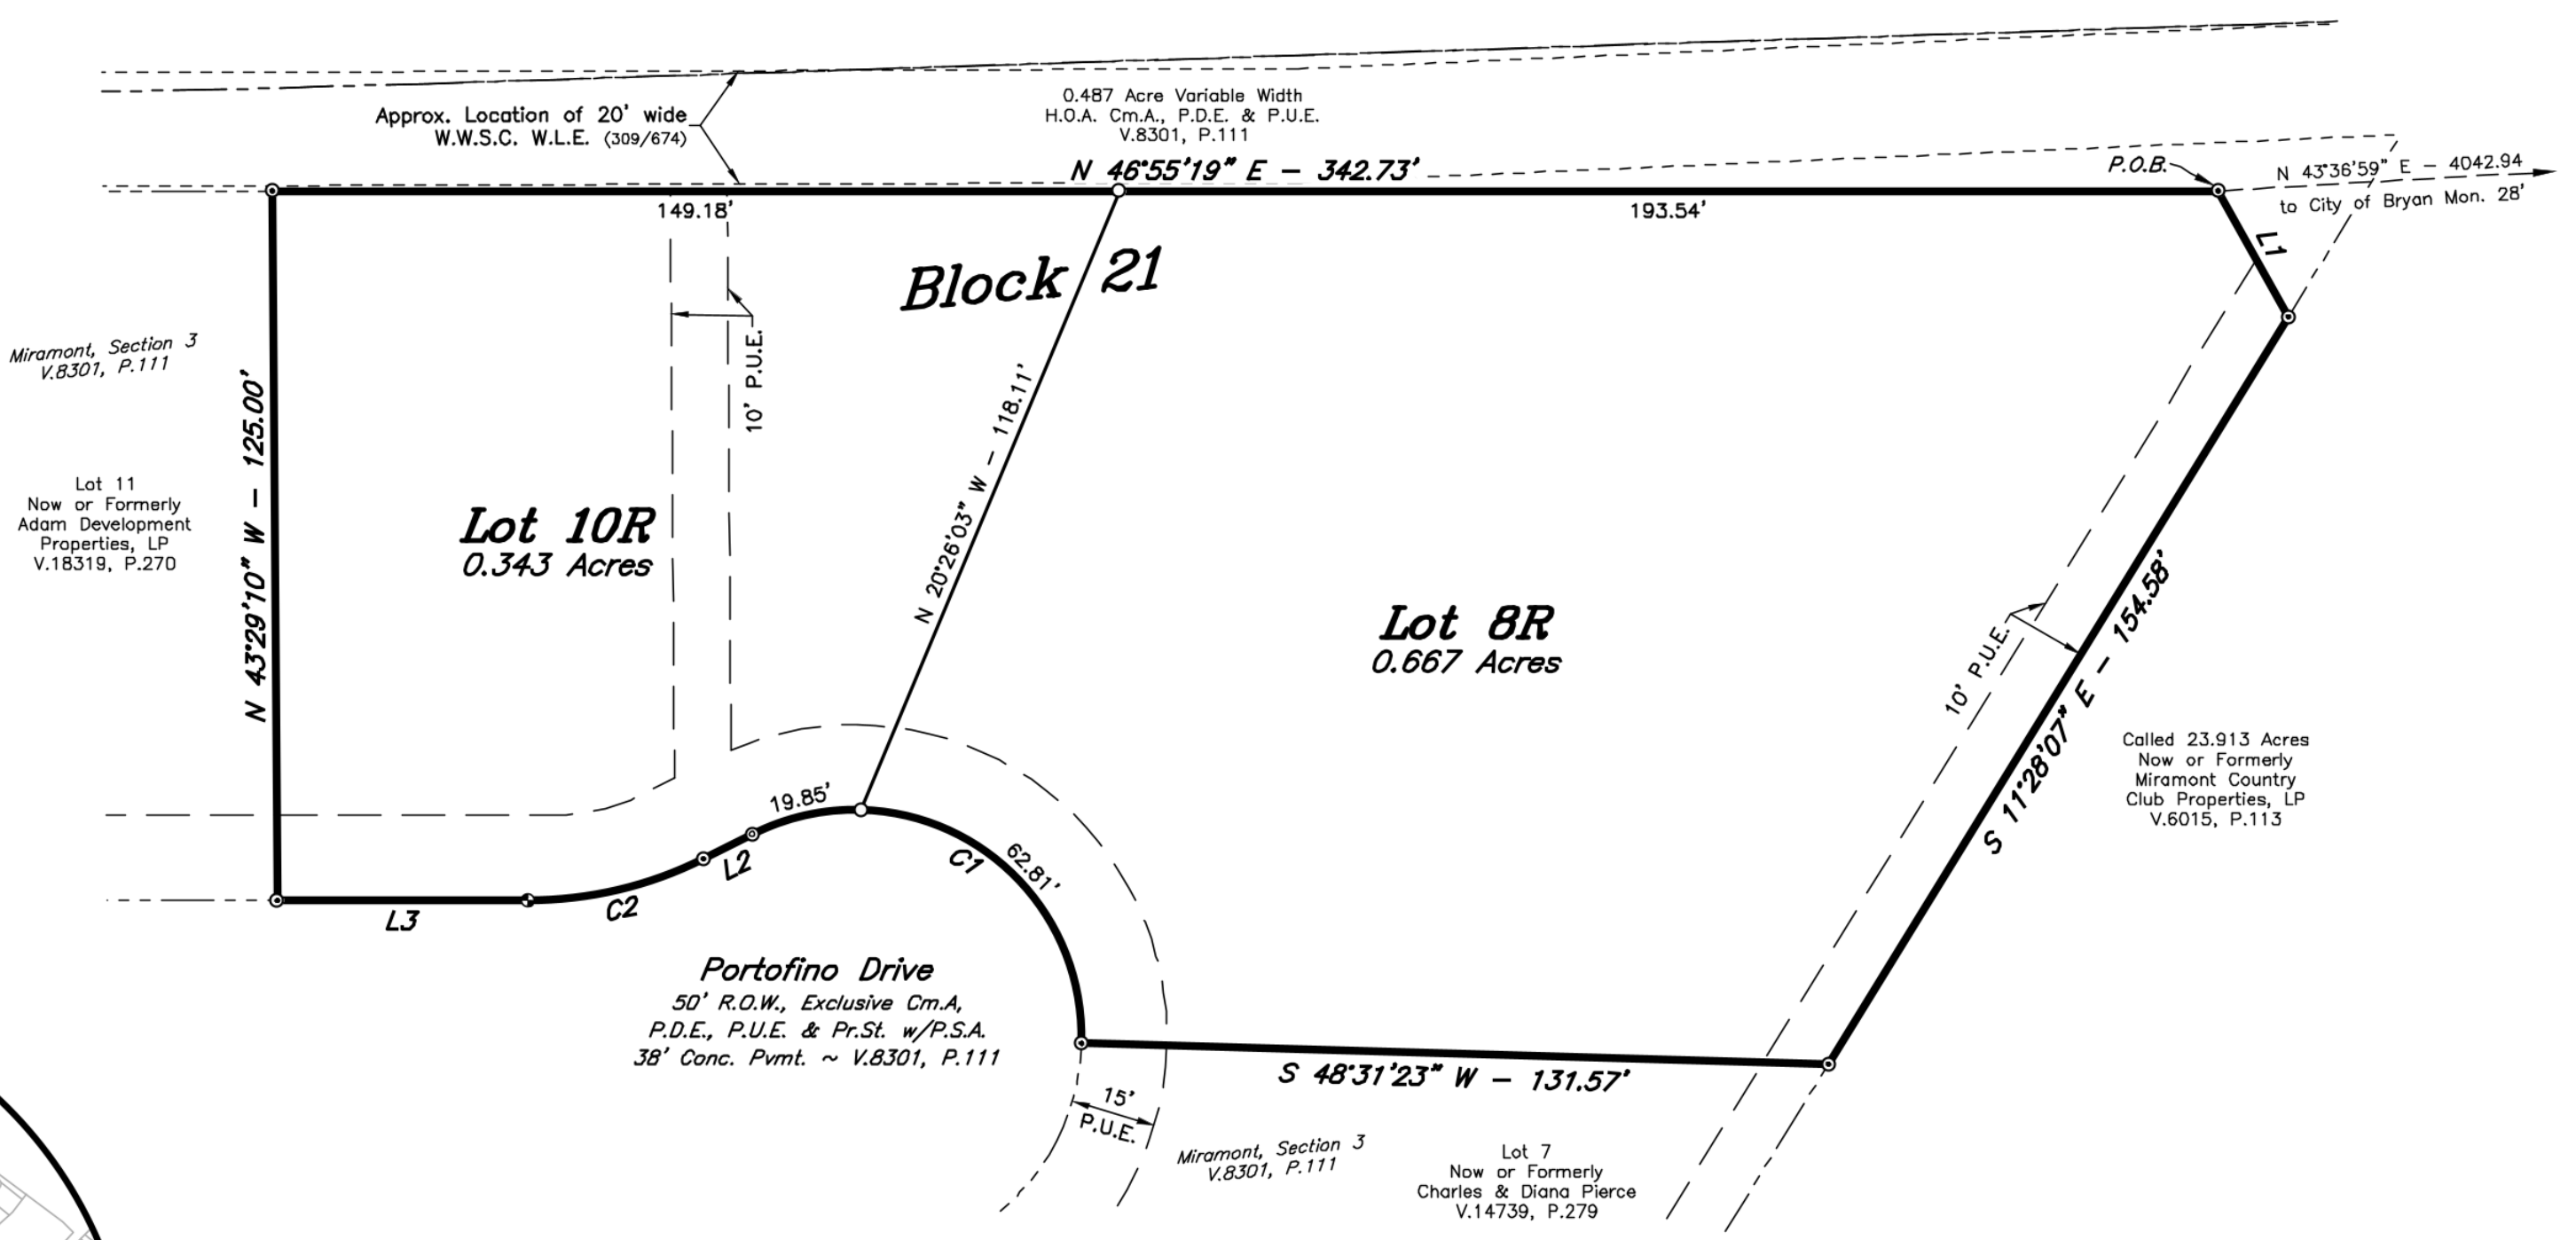 Approx. Location of 20' wide
W.W.S.C. W.L.E. (309/674)
0.487 Acre Variable Width
H.O.A. Cm.A., P.D.E. & P.U.E.
V.8301, P.111
N 46°55'19" E - 342.73'
P.O.B.
N 43°36'59" E - 4042.94
to City of Bryan Mon. 28'
149.18'
193.54'
L1
Block 21
10' P.U.E.
Miramont, Section 3
V.8301, P.111
N 43°29'10" W - 125.00'
N 20°26'03" W - 118.11'
Lot 11
Now or Formerly
Adam Development
Properties, LP
V.18319, P.270
Lot 10R
0.343 Acres
Lot 8R
0.667 Acres
10' P.U.E.
S 11°28'07" E - 154.58'
Called 23.913 Acres
Now or Formerly
Miramont Country
Club Properties, LP
V.6015, P.113
19.85'
L2
C1
62.81'
L3
C2
Portofino Drive
50' R.O.W., Exclusive Cm.A,
P.D.E., P.U.E. & Pr.St. w/P.S.A.
38' Conc. Pvmt. ~ V.8301, P.111
S 48°31'23" W - 131.57'
15'
P.U.E.
Miramont, Section 3
V.8301, P.111
Lot 7
Now or Formerly
Charles & Diana Pierce
V.14739, P.279